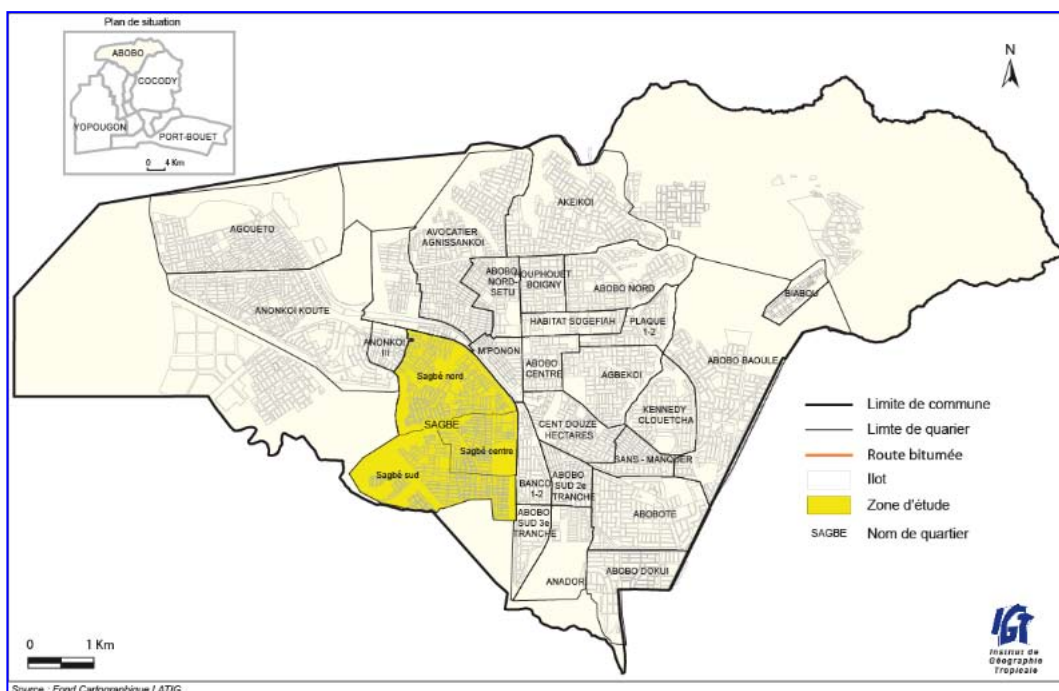 Plan de situation
ABOBO
COCODY
YOPOUGON
PORT-BOUET
0 4 Km
N
AKEIKOI
AGOUETO
AVOCATIER
AGNISSANKOI
ABOBO
NORD-
SETU
HOUPHOUET
BOIGNY
ABOBO NORD
BIABOU
ANONKOI KOUTE
HABITAT SOGEFIAH
PLAQUE
1-2
ANONKOI
III
M'PONON
ABOBO
CENTRE
ABOBO BAOULE
Sagbé nord
AGBEKOI
KENNEDY
CLOUETCHA
SAGBE
CENT DOUZE
HECTARES
Sagbé centre
SANS - MANQUER
Sagbé sud
BANCO
1-2
ABOBO
SUD 2e
TRANCHE
ABOBO
SUD 3e
TRANCHE
ABOBOTE
ABOBO DOKUI
ANADOR
Limite de commune
Limte de quarier
Route bitumée
Ilot
Zone d'étude
SAGBE Nom de quartier
0 1 Km
IGT
Institut de
Géographie
Tropicale
Source : Fond Cartographique LATIG